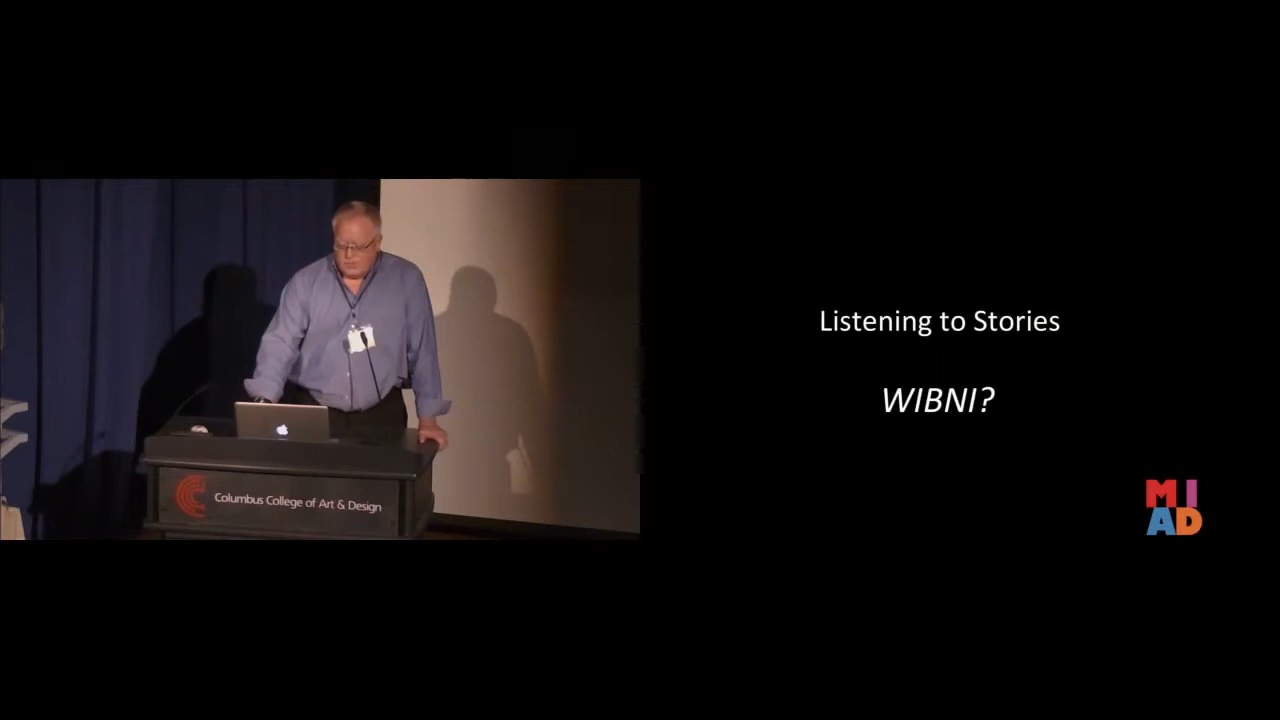 Columbus College of Art & Design
Listening to Stories
WIBNI?
MI
AD